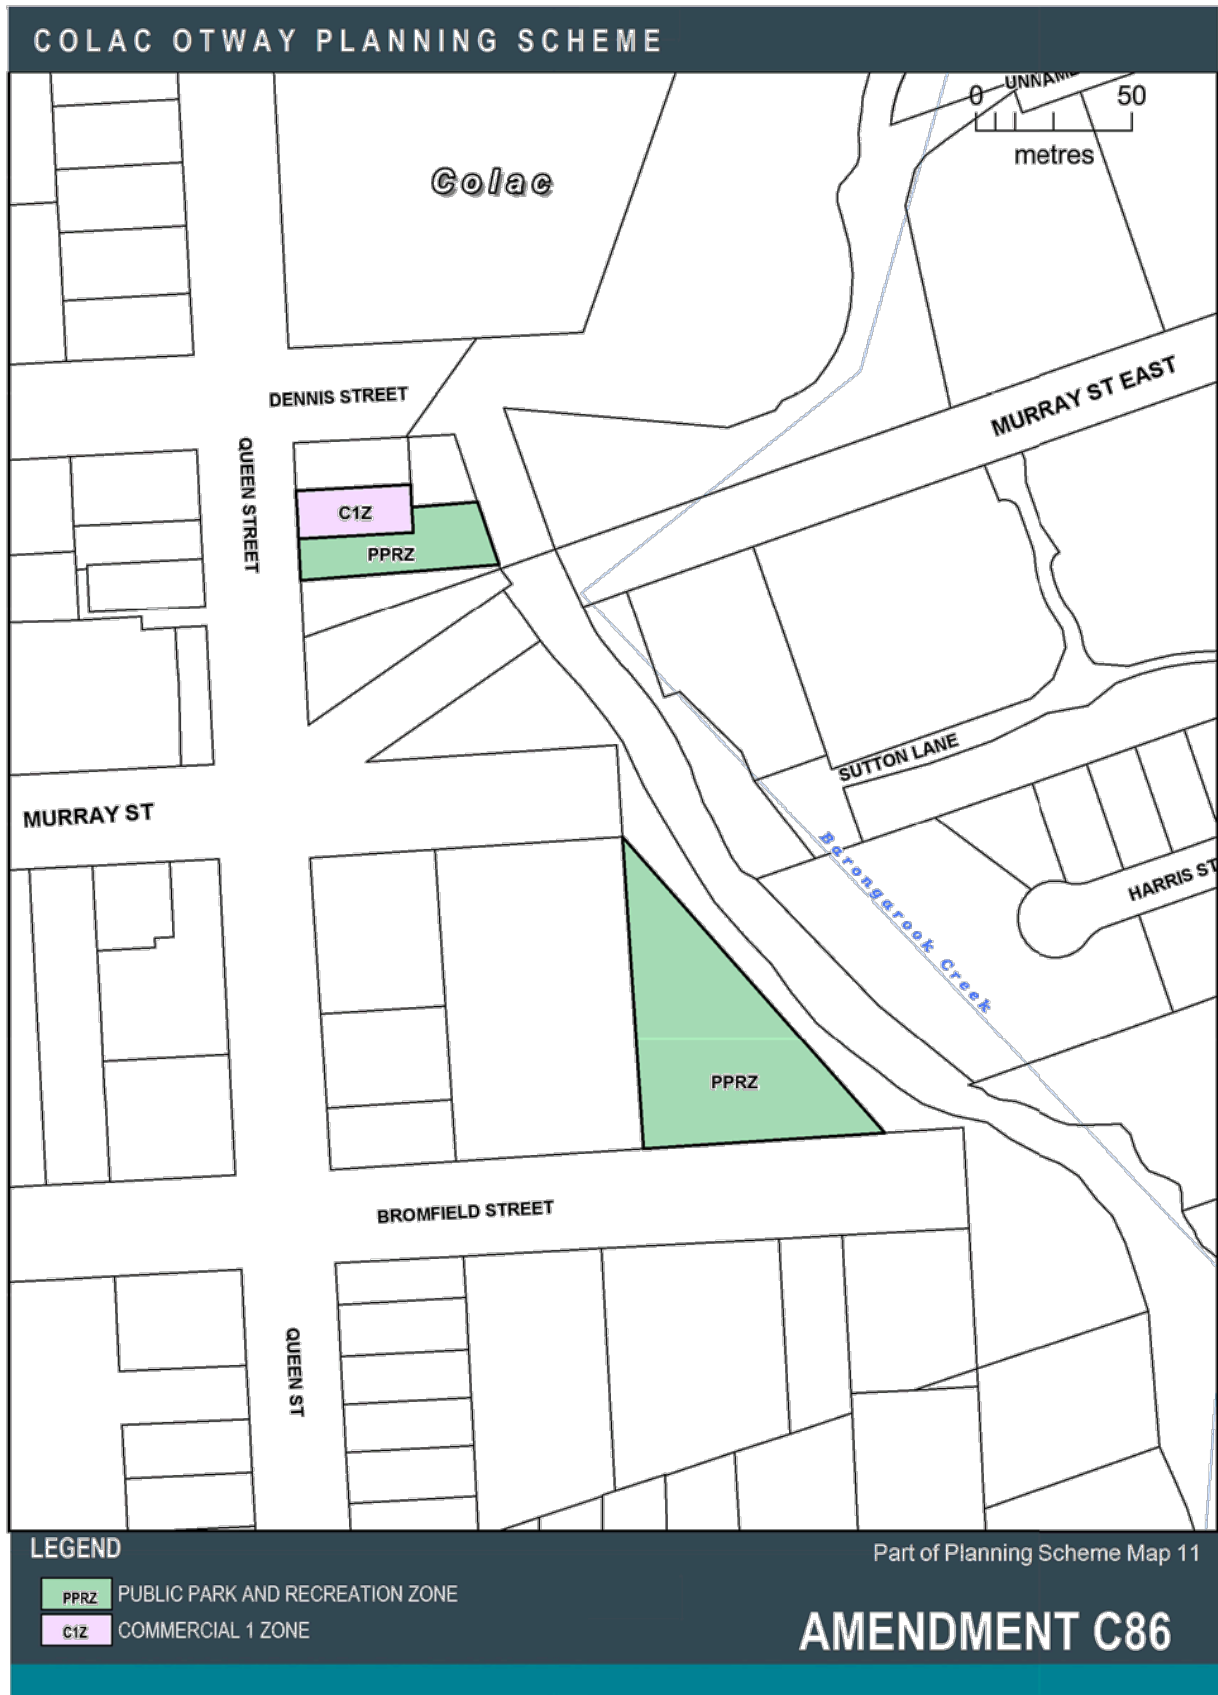 COLAC OTWAY PLANNING SCHEME
0
50
metres
Colac
MURRAY ST EAST
DENNIS STREET
QUEEN STREET
C1Z
PPRZ
SUTTON LANE
MURRAY ST
Barongarook Creek
HARRIS ST
PPRZ
BROMFIELD STREET
QUEEN ST
LEGEND
Part of Planning Scheme Map 11
PPRZ PUBLIC PARK AND RECREATION ZONE
C1Z COMMERCIAL 1 ZONE
AMENDMENT C86